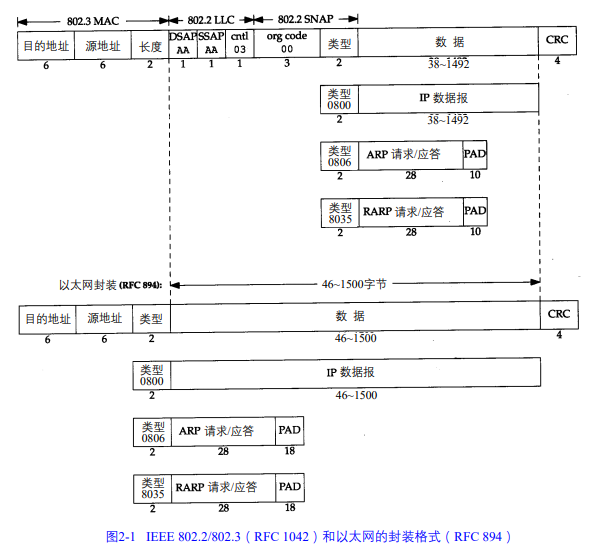 802.3 MAC 802.2 LLC 802.2 SNAP
目的地址 源地址 长度 DSAP AA SSAP AA cntl 03 org code 00 类型 数 据 CRC
6 6 2 1 1 1 3 2 38~1492 4
类型 0800 IP 数据报
2 38~1492
类型 0806 ARP 请求/应答 PAD
2 28 10
类型 8035 RARP 请求/应答 PAD
2 28 10
以太网封装 (RFC 894): 46~1500字节
目的地址 源地址 类型 数 据 CRC
6 6 2 46~1500 4
类型 0800 IP 数据报
2 46~1500
类型 0806 ARP 请求/应答 PAD
2 28 18
类型 8035 RARP 请求/应答 PAD
2 28 18
图2-1 IEEE 802.2/802.3（RFC 1042）和以太网的封装格式（RFC 894）